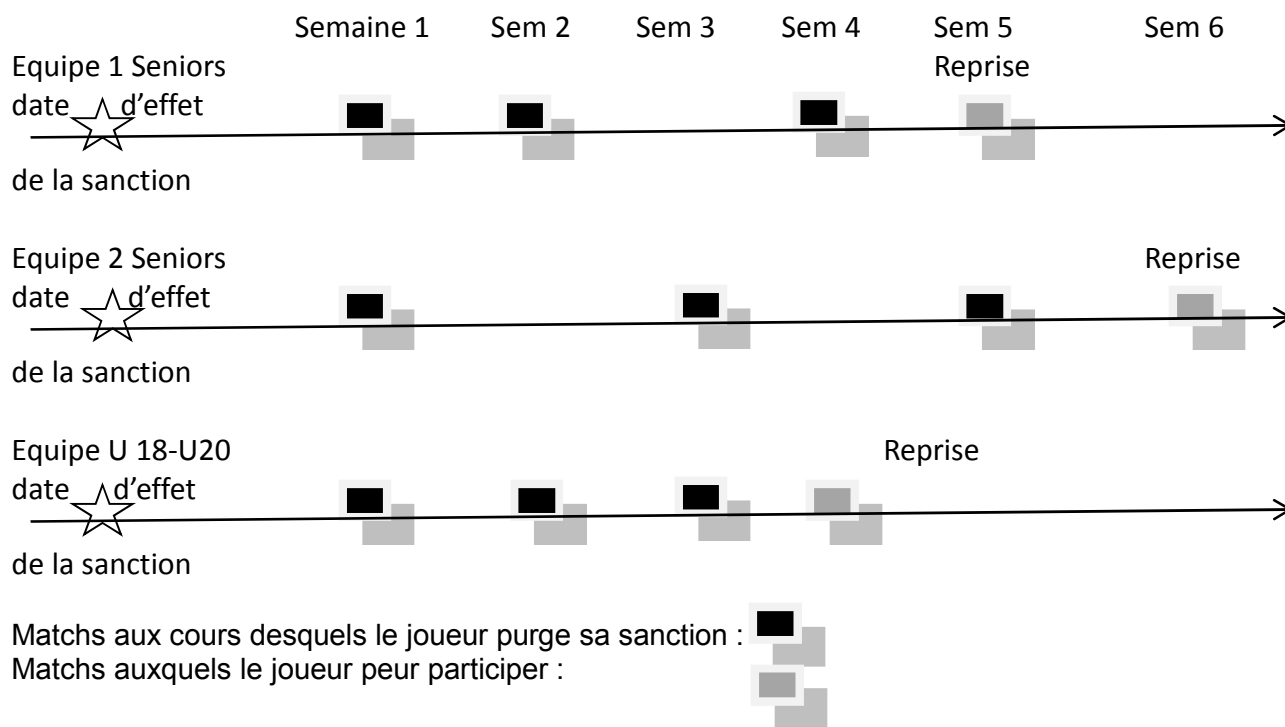 Semaine 1 Sem 2 Sem 3 Sem 4 Sem 5 Sem 6
Equipe 1 Seniors Reprise
date d’effet
de la sanction
Equipe 2 Seniors Reprise
date d’effet
de la sanction
Equipe U 18-U20 Reprise
date d’effet
de la sanction
Matchs aux cours desquels le joueur purge sa sanction :
Matchs auxquels le joueur peur participer :